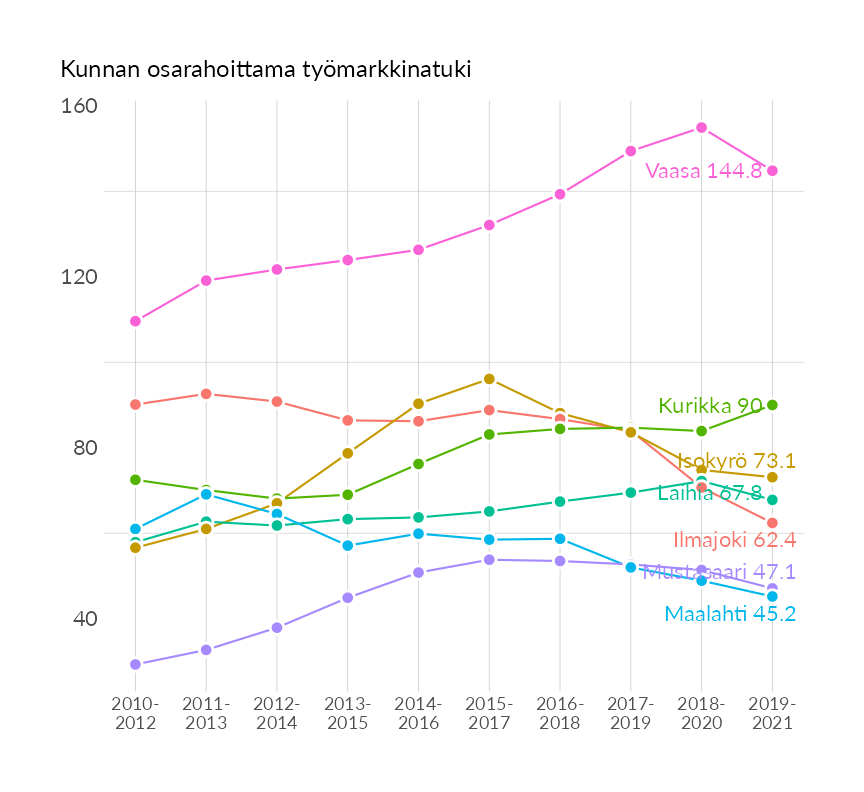 Kunnan osarahoittama työmarkkinatuki
160
120
80
40
Vaasa 144.8
Kurikka 90
Isokyrö 73.1
Laihia 67.8
Ilmajoki 62.4
Mustasaari 47.1
Maalahti 45.2
2010- 2011- 2012- 2013- 2014- 2015- 2016- 2017- 2018- 2019-
2012 2013 2014 2015 2016 2017 2018 2019 2020 2021